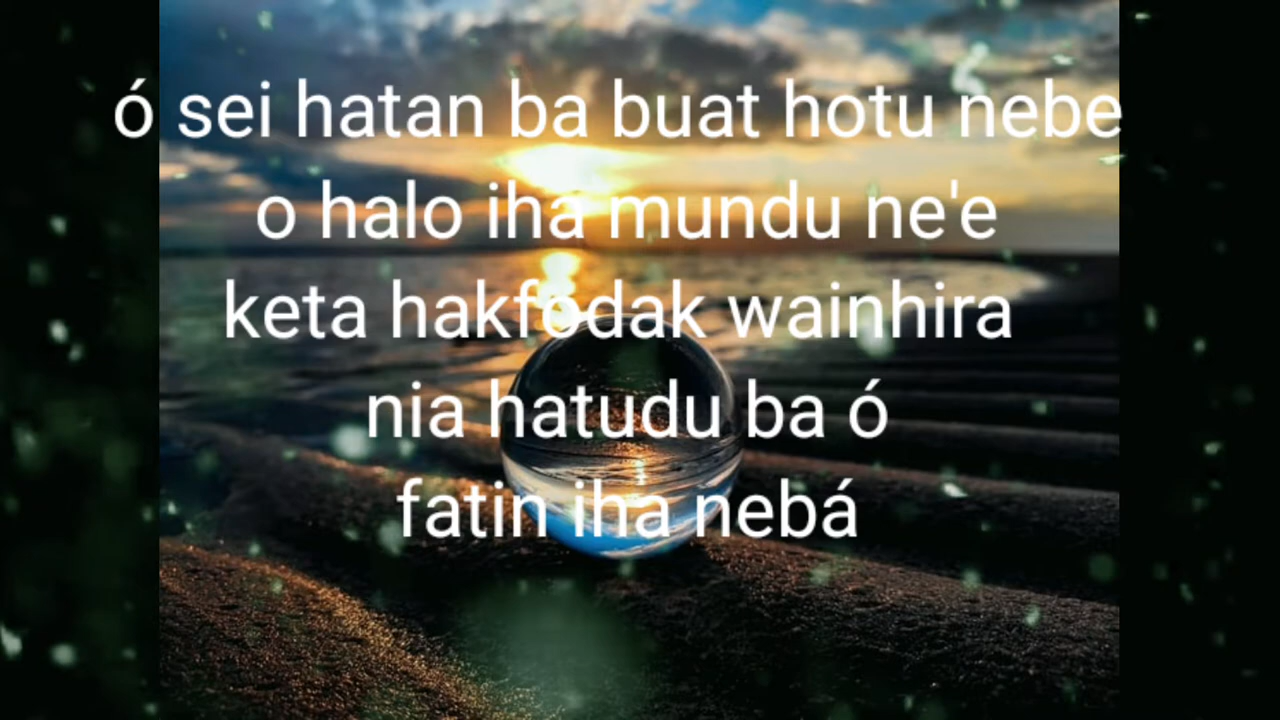 ó sei hatan ba buat hotu nebe
o halo iha mundu ne'e
keta hakfodak wainhira
nia hatudu ba ó
fatin iha nebá